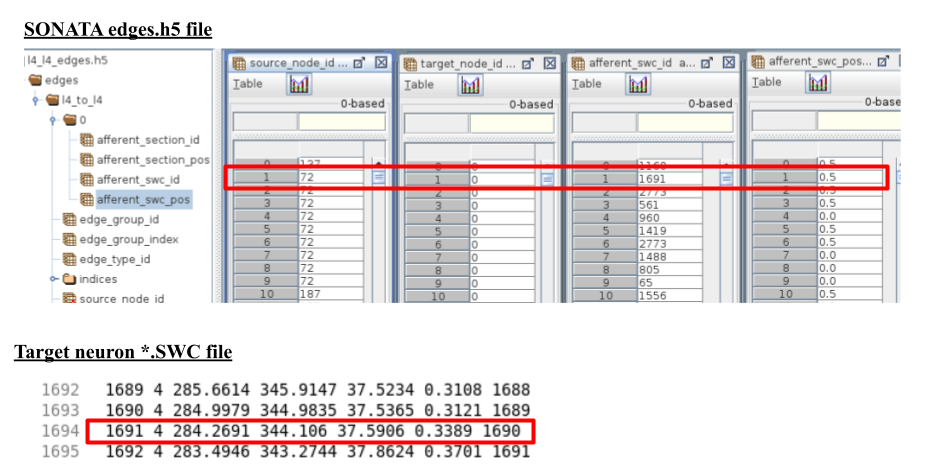 SONATA edges.h5 file
l4_l4_edges.h5
edges
l4_to_l4
0
afferent_section_id
afferent_section_pos
afferent_swc_id
afferent_swc_pos
edge_group_id
edge_group_index
edge_type_id
indices
source_node_id
source_node_id ...
Table
0-based
0 137
1 72
2 72
3 72
4 72
5 72
6 72
7 72
8 72
9 72
10 187
target_node_id ...
Table
0-based
0 0
1 0
2 0
3 0
4 0
5 0
6 0
7 0
8 0
9 0
10 0
afferent_swc_id a...
Table
0-based
0 1160
1 1691
2 2773
3 561
4 960
5 1419
6 2773
7 1488
8 805
9 65
10 1556
afferent_swc_pos...
Table
0-base
0 0.5
1 0.5
2 0.5
3 0.5
4 0.0
5 0.5
6 0.5
7 0.0
8 0.0
9 0.0
10 0.5
Target neuron *.SWC file
1692 1689 4 285.6614 345.9147 37.5234 0.3108 1688
1693 1690 4 284.9979 344.9835 37.5365 0.3121 1689
1694 1691 4 284.2691 344.106 37.5906 0.3389 1690
1695 1692 4 283.4946 343.2744 37.8624 0.3701 1691